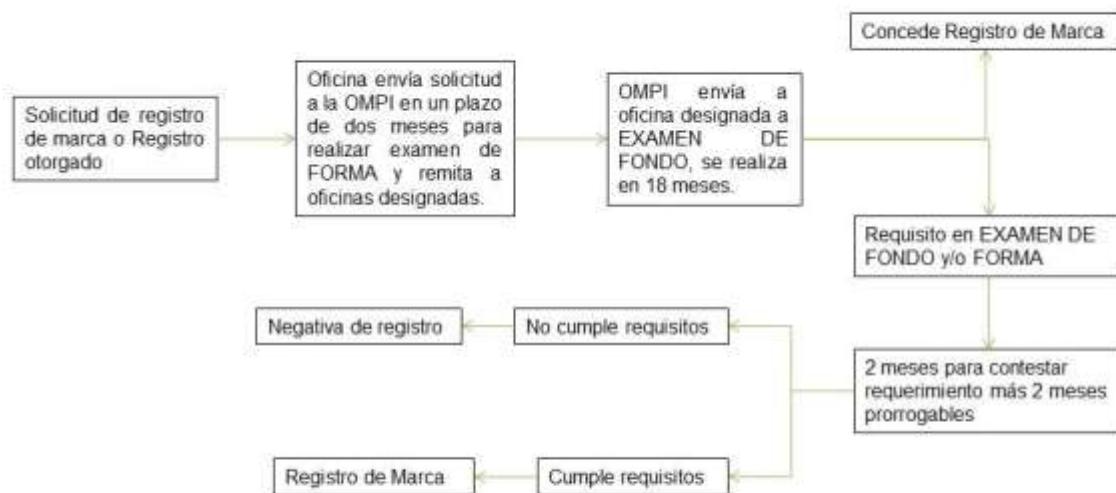 Solicitud de registro
de marca o Registro
otorgado
Oficina envía solicitud
a la OMPI en un plazo
de dos meses para
realizar examen de
FORMA y remita a
oficinas designadas.
OMPI envía a
oficina designada a
EXAMEN DE
FONDO, se realiza
en 18 meses.
Concede Registro de Marca
Requisito en EXAMEN DE
FONDO y/o FORMA
2 meses para contestar
requerimiento más 2 meses
prorrogables
No cumple requisitos
Negativa de registro
Cumple requisitos
Registro de Marca